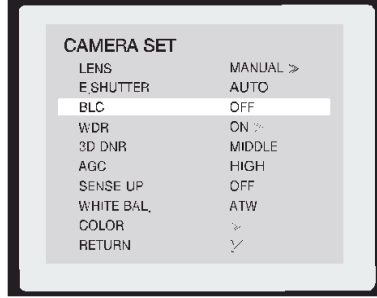 CAMERA SET
LENS MANUAL ≫
E.SHUTTER AUTO
BLC OFF
WDR ON ≫
3D DNR MIDDLE
AGC HIGH
SENSE UP OFF
WHITE BAL. ATW
COLOR ≫
RETURN